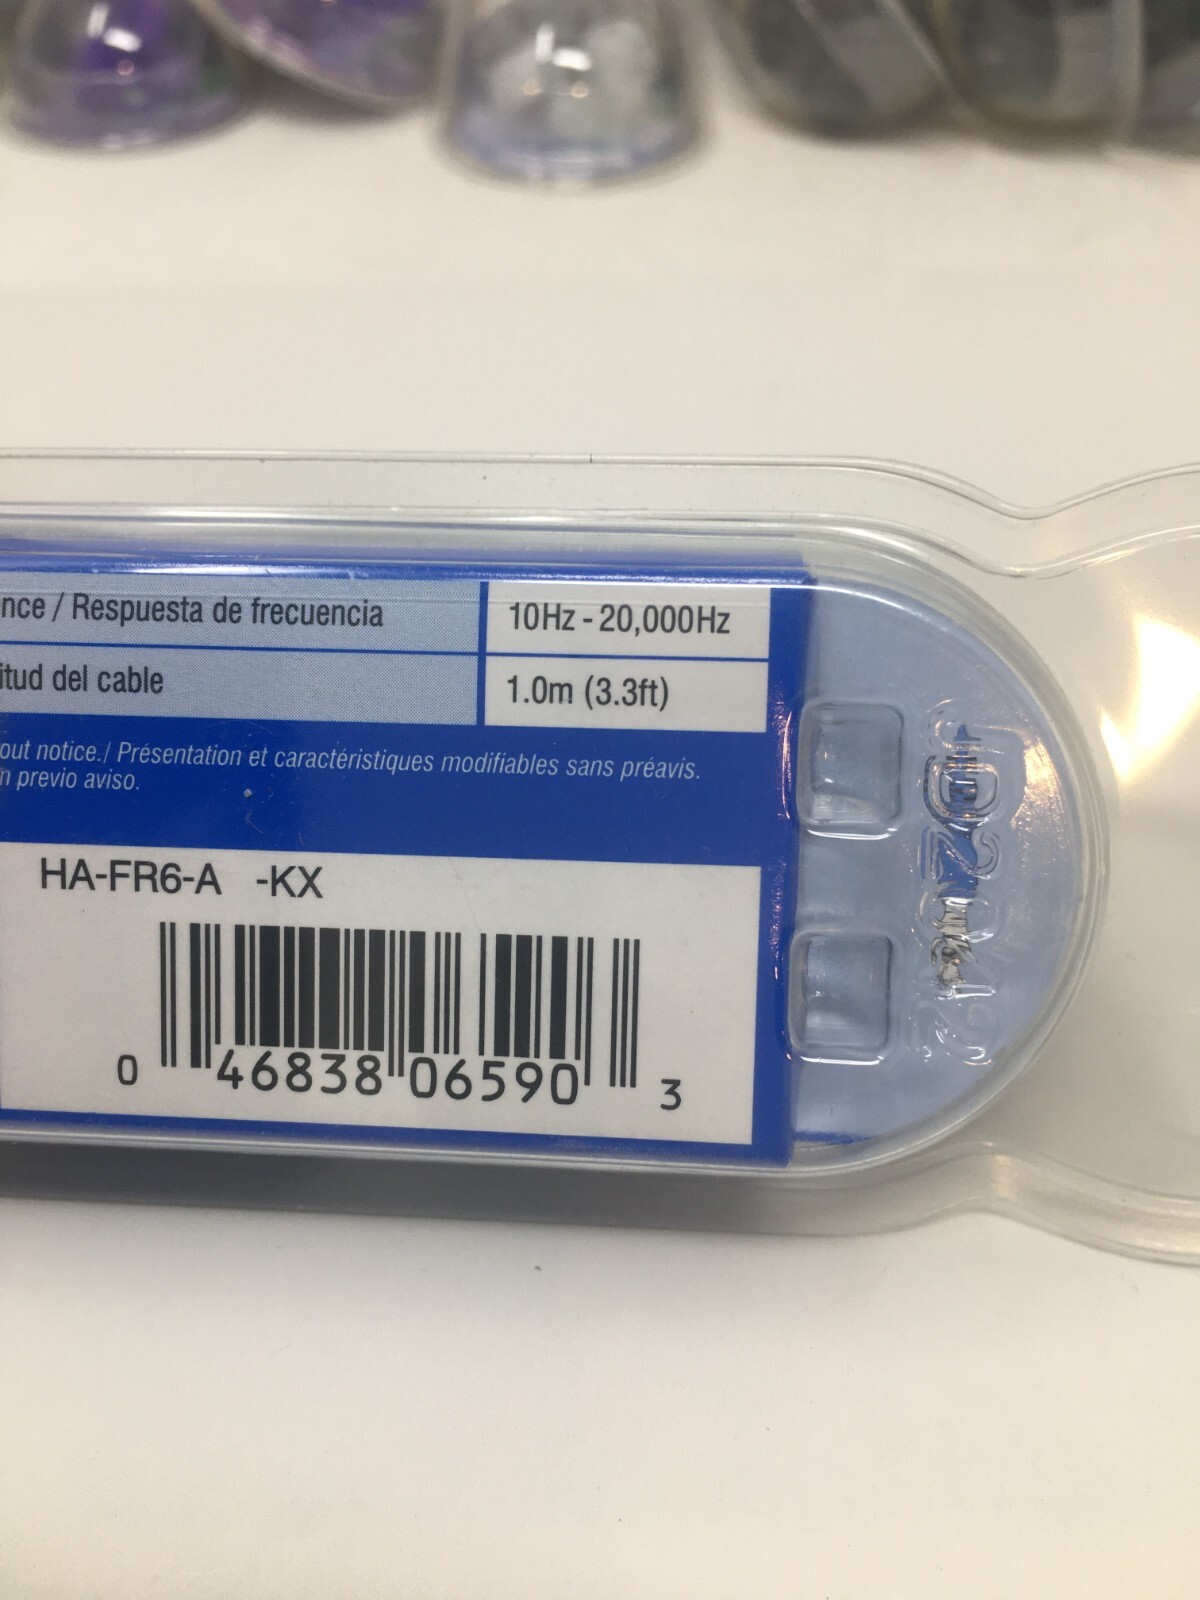 nce / Respuesta de frecuencia 10Hz - 20,000Hz
itud del cable 1.0m (3.3ft)
out notice./ Présentation et caractéristiques modifiables sans préavis.
n previo aviso.
HA-FR6-A -KX
0 46838 06590 3